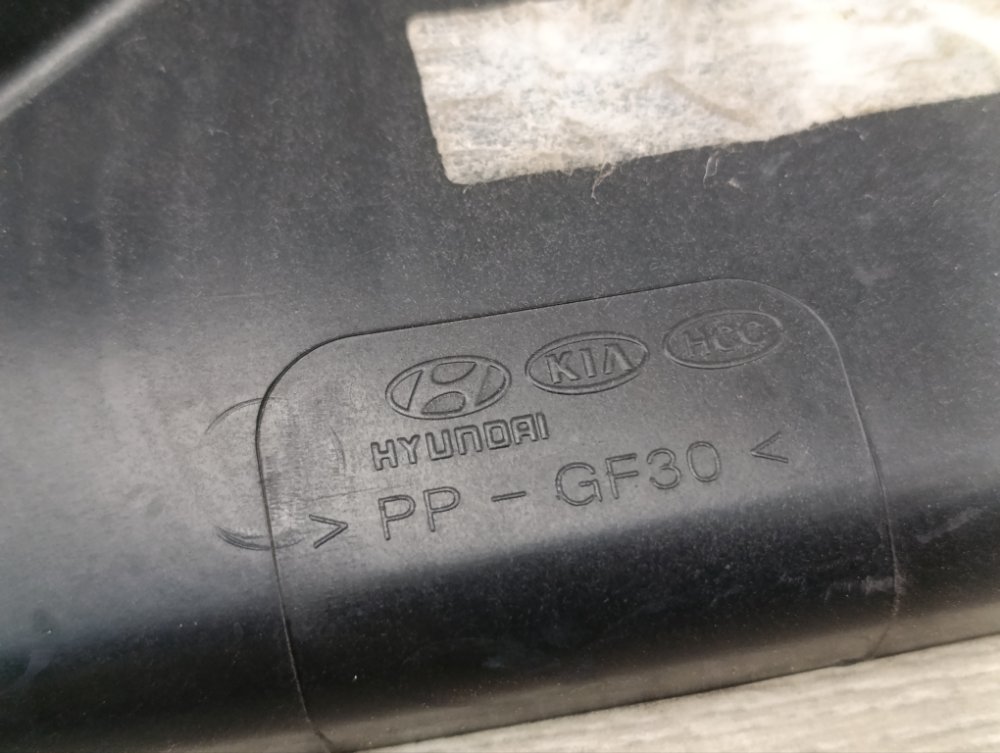 KIA HCC
HYUNDAI
> PP - GF30 <